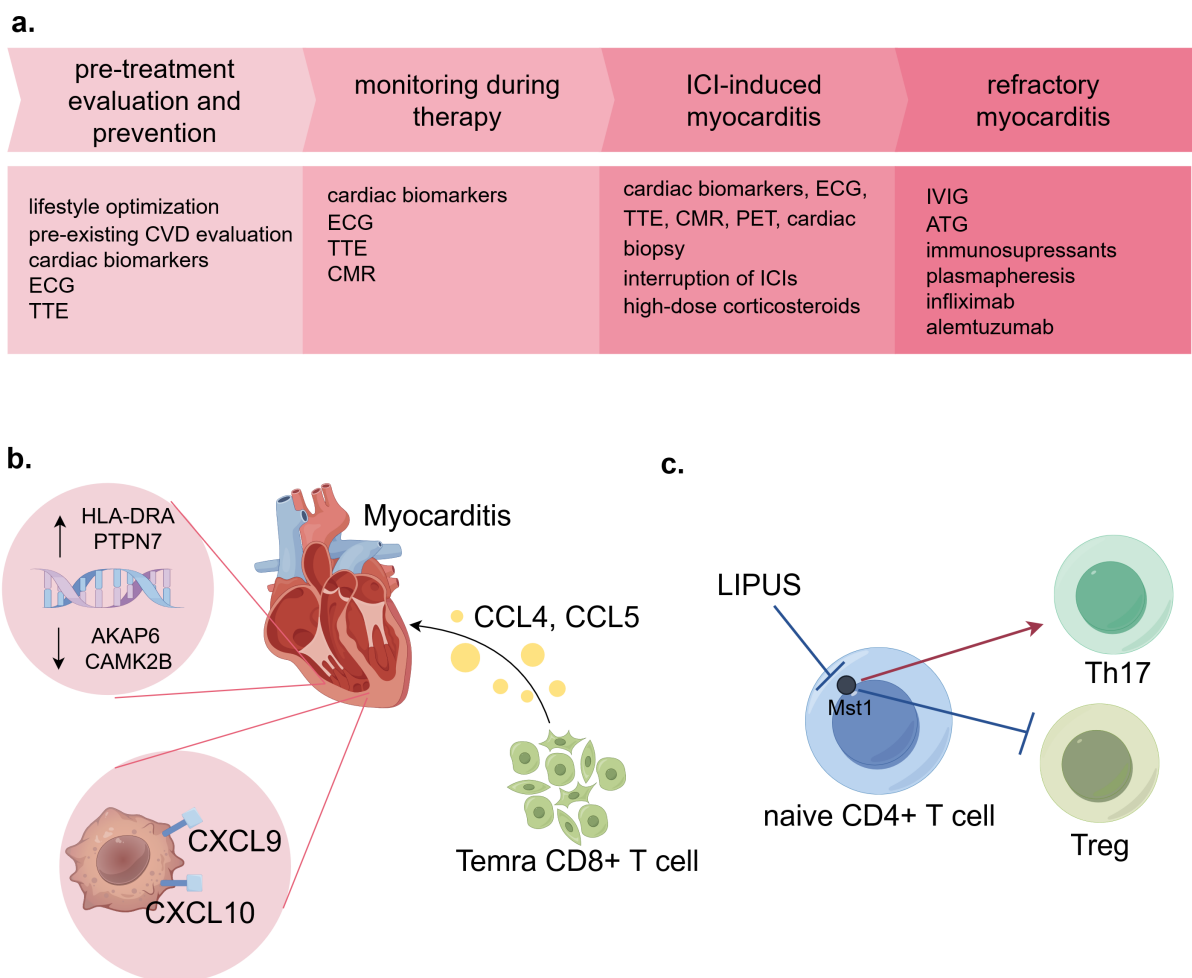 a.
pre-treatment
evaluation and
prevention
monitoring during
therapy
ICI-induced
myocarditis
refractory
myocarditis
lifestyle optimization
pre-existing CVD evaluation
cardiac biomarkers
ECG
TTE
cardiac biomarkers
ECG
TTE
CMR
cardiac biomarkers, ECG,
TTE, CMR, PET, cardiac
biopsy
interruption of ICIs
high-dose corticosteroids
IVIG
ATG
immunosupressants
plasmapheresis
infliximab
alemtuzumab
b.
HLA-DRA
PTPN7
AKAP6
CAMK2B
Myocarditis
CCL4, CCL5
Temra CD8+ T cell
CXCL9
CXCL10
c.
LIPUS
Mst1
naive CD4+ T cell
Th17
Treg